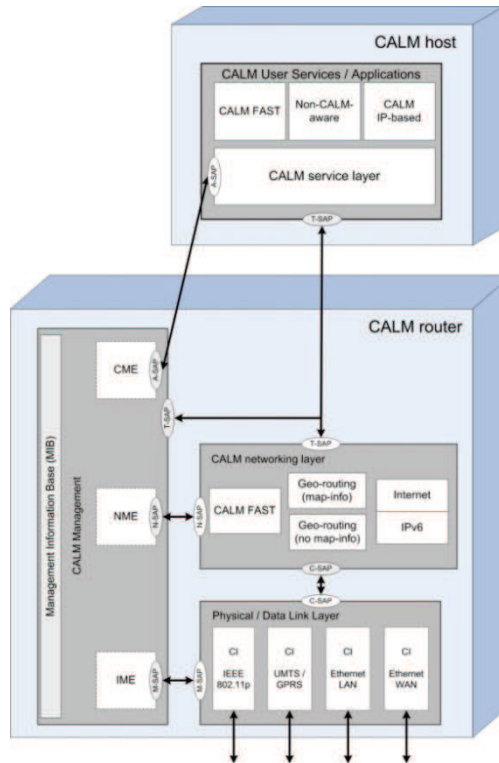 CALM host
CALM User Services / Applications
CALM FAST
Non-CALM-
aware
CALM
IP-based
A-SAP
CALM service layer
T-SAP
CALM router
Management Information Base (MIB)
CALM Management
CME
A-SAP
T-SAP
NME
N-SAP
IME
M-SAP
T-SAP
CALM networking layer
N-SAP
CALM FAST
Geo-routing
(map-info)
Geo-routing
(no map-info)
Internet
IPv6
C-SAP
C-SAP
Physical / Data Link Layer
M-SAP
CI
IEEE
802.11p
CI
UMTS /
GPRS
CI
Ethernet
LAN
CI
Ethernet
WAN